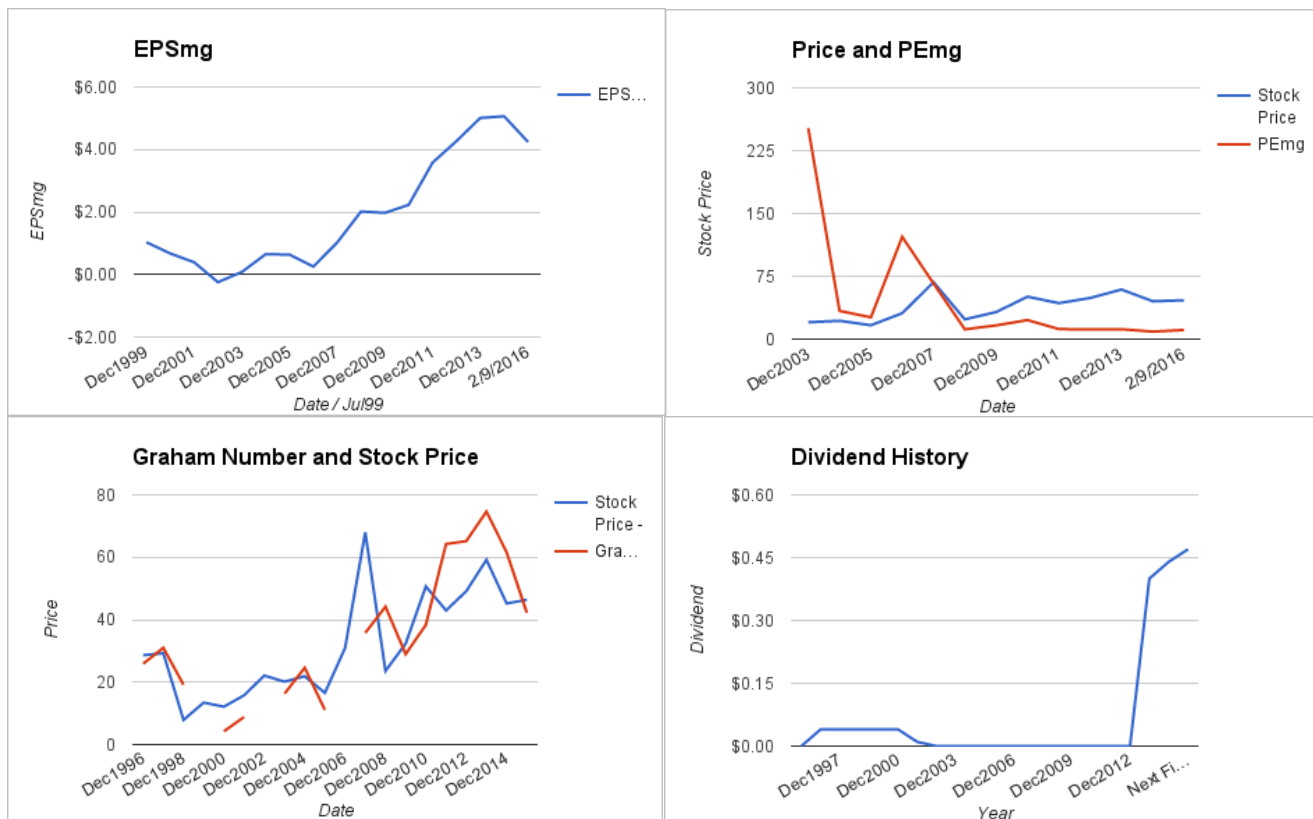 EPSmg
$6.00
$4.00
$2.00
$0.00
-$2.00
EPSmg
EPS...
Dec1999
Dec2001
Dec2003
Dec2005
Dec2007
Dec2009
Dec2011
Dec2013
2/9/2016
Date / Jul99
Price and PEmg
300
225
150
75
0
Stock Price
Stock
Price
PEmg
Dec2003
Dec2005
Dec2007
Dec2009
Dec2011
Dec2013
2/9/2016
Date
Graham Number and Stock Price
80
60
40
20
0
Price
Stock
Price -
Gra...
Dec1996
Dec1998
Dec2000
Dec2002
Dec2004
Dec2006
Dec2008
Dec2010
Dec2012
Dec2014
Date
Dividend History
$0.60
$0.45
$0.30
$0.15
$0.00
Dividend
Dec1997
Dec2000
Dec2003
Dec2006
Dec2009
Dec2012
Next Fi...
Year